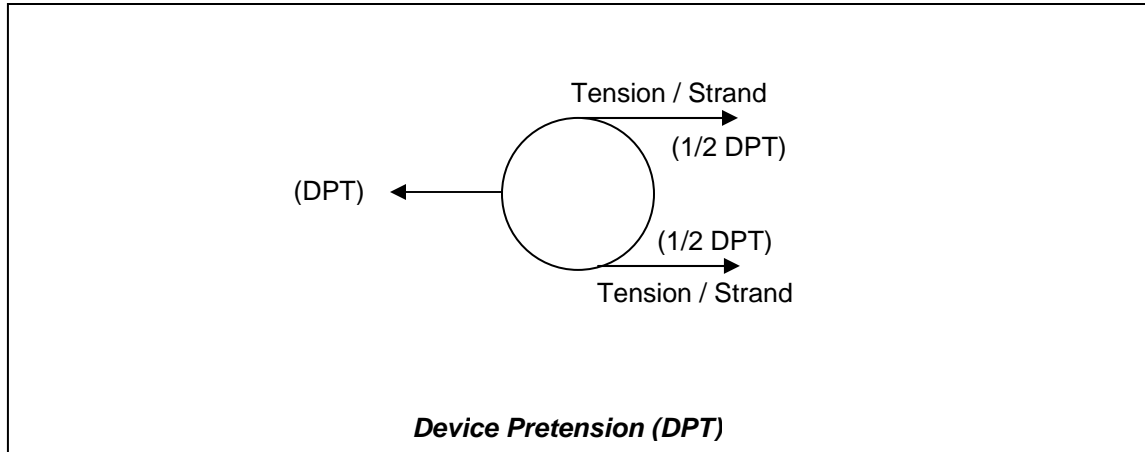 Tension / Strand
(1/2 DPT)
(DPT)
(1/2 DPT)
Tension / Strand
Device Pretension (DPT)